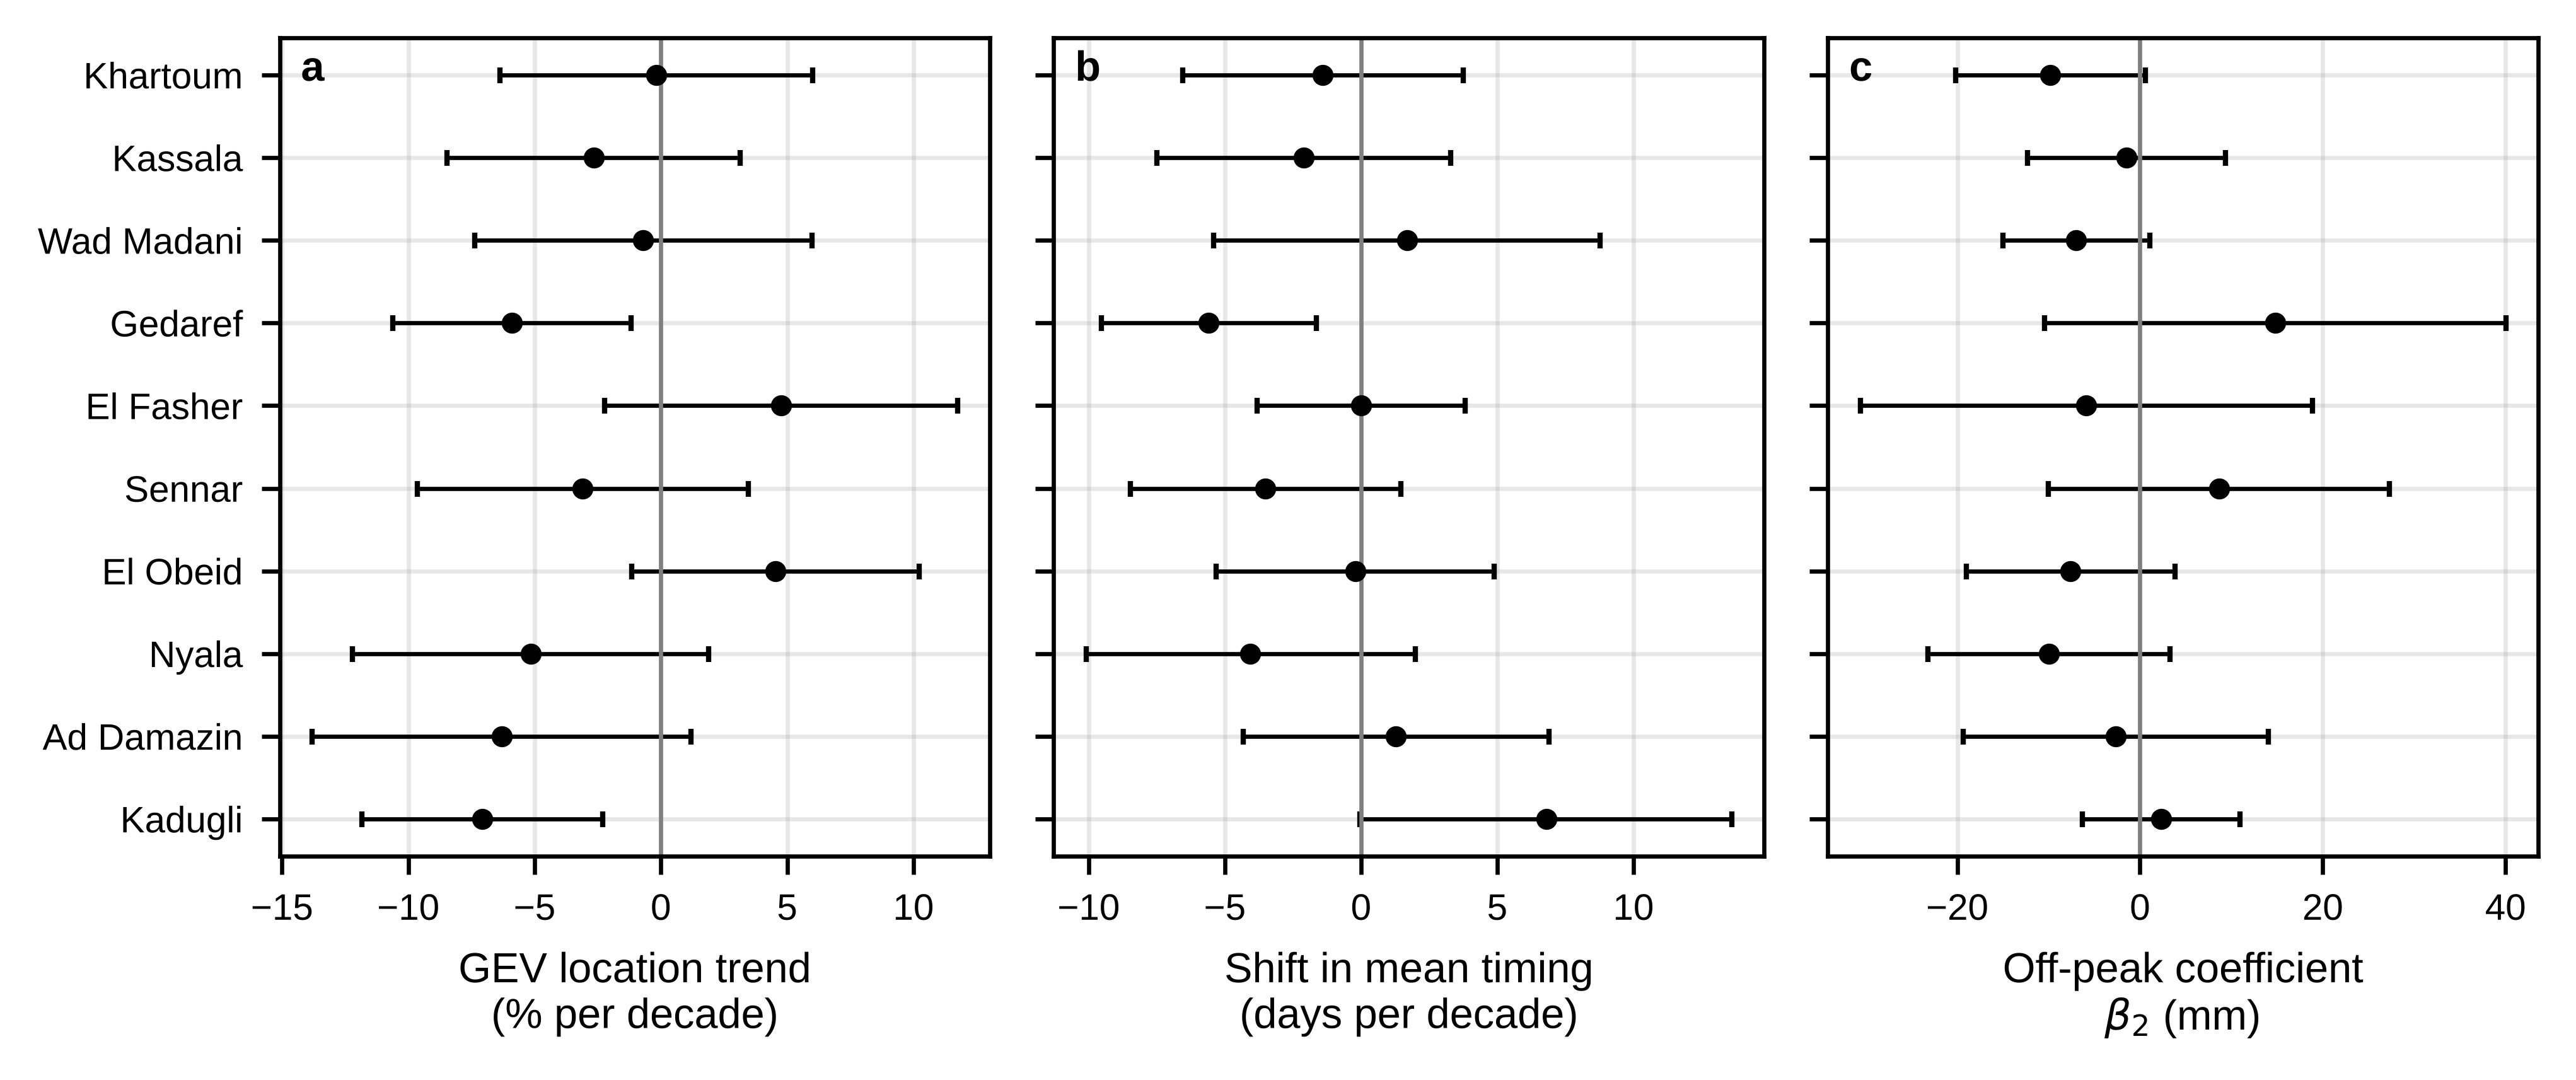 a
b
c
Khartoum
Kassala
Wad Madani
Gedaref
El Fasher
Sennar
El Obeid
Nyala
Ad Damazin
Kadugli
−15 −10 −5 0 5 10
−10 −5 0 5 10
−20 0 20 40
GEV location trend
(% per decade)
Shift in mean timing
(days per decade)
Off-peak coefficient
β₂ (mm)